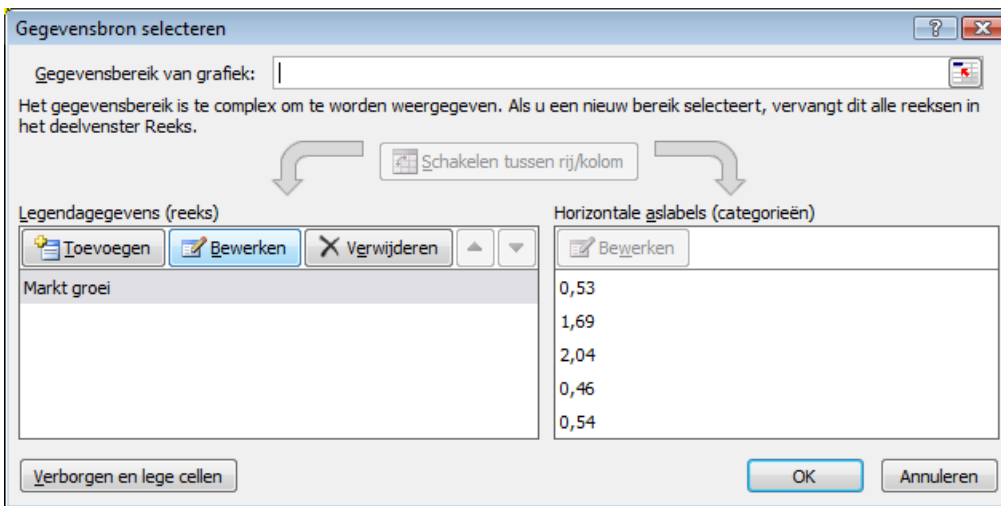 Gegevensbron selecteren
Gegevensbereik van grafiek:
Het gegevensbereik is te complex om te worden weergegeven. Als u een nieuw bereik selecteert, vervangt dit alle reeksen in
het deelvenster Reeks.
Schakelen tussen rij/kolom
Legendagegevens (reeks)
Toevoegen Bewerken Verwijderen
Markt groei
Horizontale aslabels (categorieën)
Bewerken
0,53
1,69
2,04
0,46
0,54
Verborgen en lege cellen
OK Annuleren